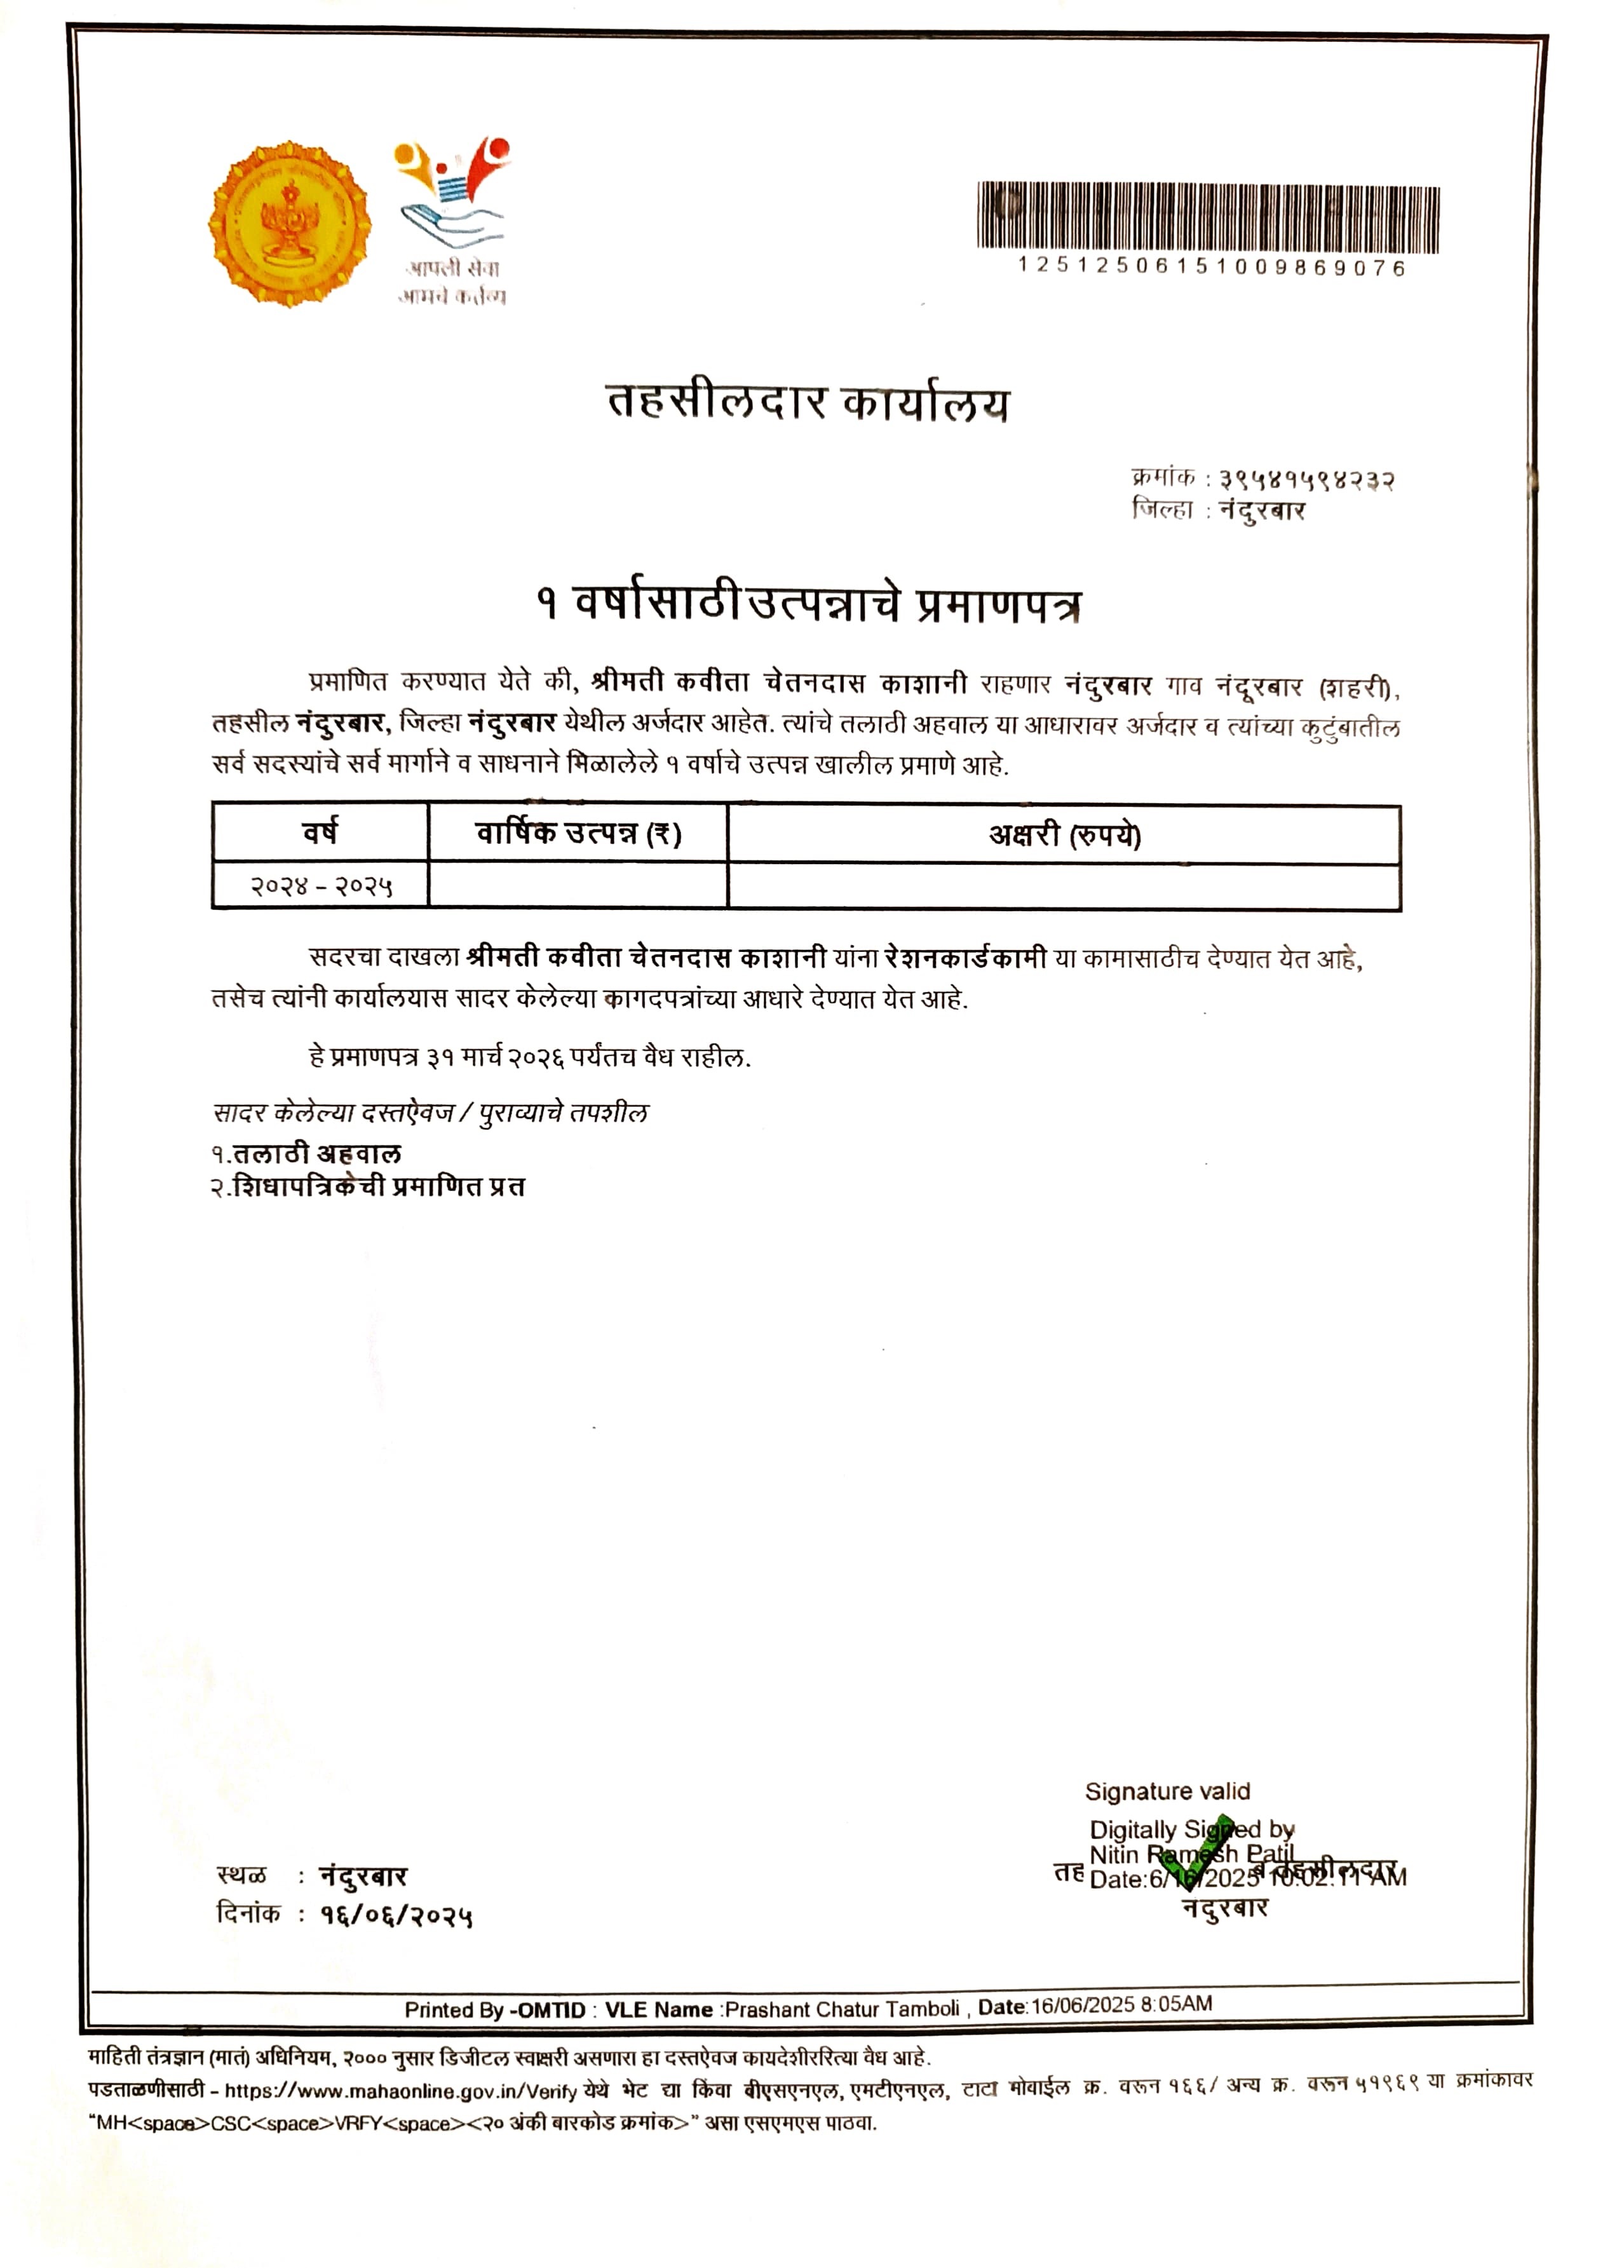 आपली सेवा
आमचे कर्तव्य
12512506151009869076
तहसीलदार कार्यालय
क्रमांक : ३९५४१५९४२३२
जिल्हा : नंदुरबार
१ वर्षासाठी उत्पन्नाचे प्रमाणपत्र
प्रमाणित करण्यात येते की, श्रीमती कवीता चेतनदास काशानी राहणार नंदुरबार गाव नंदूरबार (शहरी),
तहसील नंदुरबार, जिल्हा नंदुरबार येथील अर्जदार आहेत. त्यांचे तलाठी अहवाल या आधारावर अर्जदार व त्यांच्या कुटुंबातील
सर्व सदस्यांचे सर्व मार्गाने व साधनाने मिळालेले १ वर्षाचे उत्पन्न खालील प्रमाणे आहे.
वर्ष वार्षिक उत्पन्न (₹) अक्षरी (रुपये)
२०२४ - २०२५
सदरचा दाखला श्रीमती कवीता चेतनदास काशानी यांना रेशनकार्डकामी या कामासाठीच देण्यात येत आहे,
तसेच त्यांनी कार्यालयास सादर केलेल्या कागदपत्रांच्या आधारे देण्यात येत आहे.
हे प्रमाणपत्र ३१ मार्च २०२६ पर्यंतच वैध राहील.
सादर केलेल्या दस्तऐवज / पुराव्याचे तपशील
१.तलाठी अहवाल
२.शिधापत्रिकेची प्रमाणित प्रत
Signature valid
Digitally Signed by
Nitin Ramesh Patil
Date:6/16/2025 10:02:11 AM
तह तहसीलदार
नंदुरबार
स्थळ : नंदुरबार
दिनांक : १६/०६/२०२५
Printed By -OMTID : VLE Name :Prashant Chatur Tamboli , Date:16/06/2025 8:05AM
माहिती तंत्रज्ञान (मातं) अधिनियम, २००० नुसार डिजीटल स्वाक्षरी असणारा हा दस्तऐवज कायदेशीररित्या वैध आहे.
पडताळणीसाठी - https://www.mahaonline.gov.in/Verify येथे भेट द्या किंवा बीएसएनएल, एमटीएनएल, टाटा मोवाईल क्र. वरून १६६/ अन्य क्र. वरून ५१९६९ या क्रमांकावर
"MH<space>CSC<space>VRFY<space><२० अंकी बारकोड क्रमांक>" असा एसएमएस पाठवा.